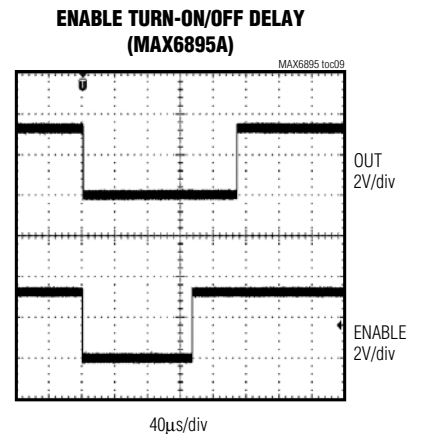 ENABLE TURN-ON/OFF DELAY
(MAX6895A)
MAX6895 toc09
OUT
2V/div
ENABLE
2V/div
40µs/div